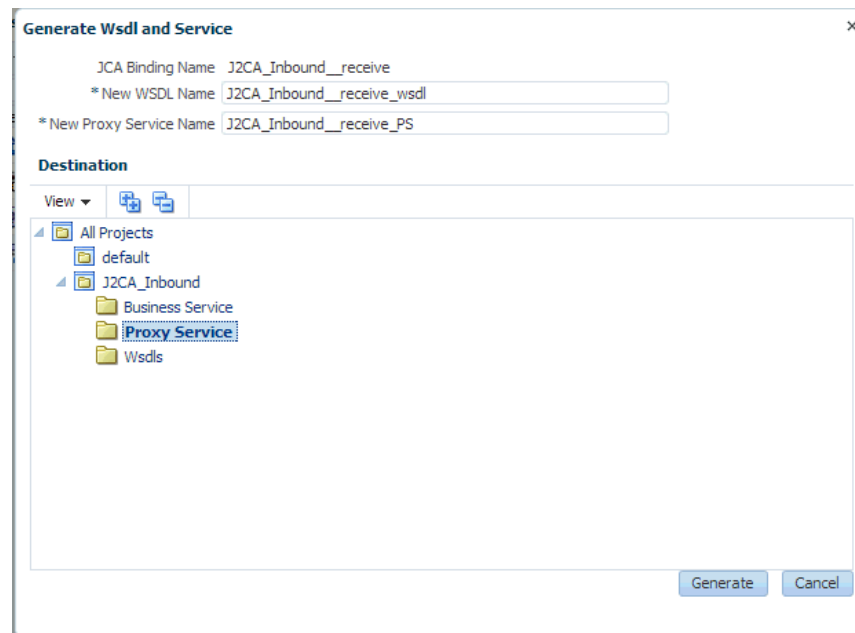 Generate Wsdl and Service
JCA Binding Name J2CA_Inbound__receive
* New WSDL Name J2CA_Inbound__receive_wsdl
* New Proxy Service Name J2CA_Inbound__receive_PS
Destination
View
All Projects
default
J2CA_Inbound
Business Service
Proxy Service
Wsdls
Generate Cancel